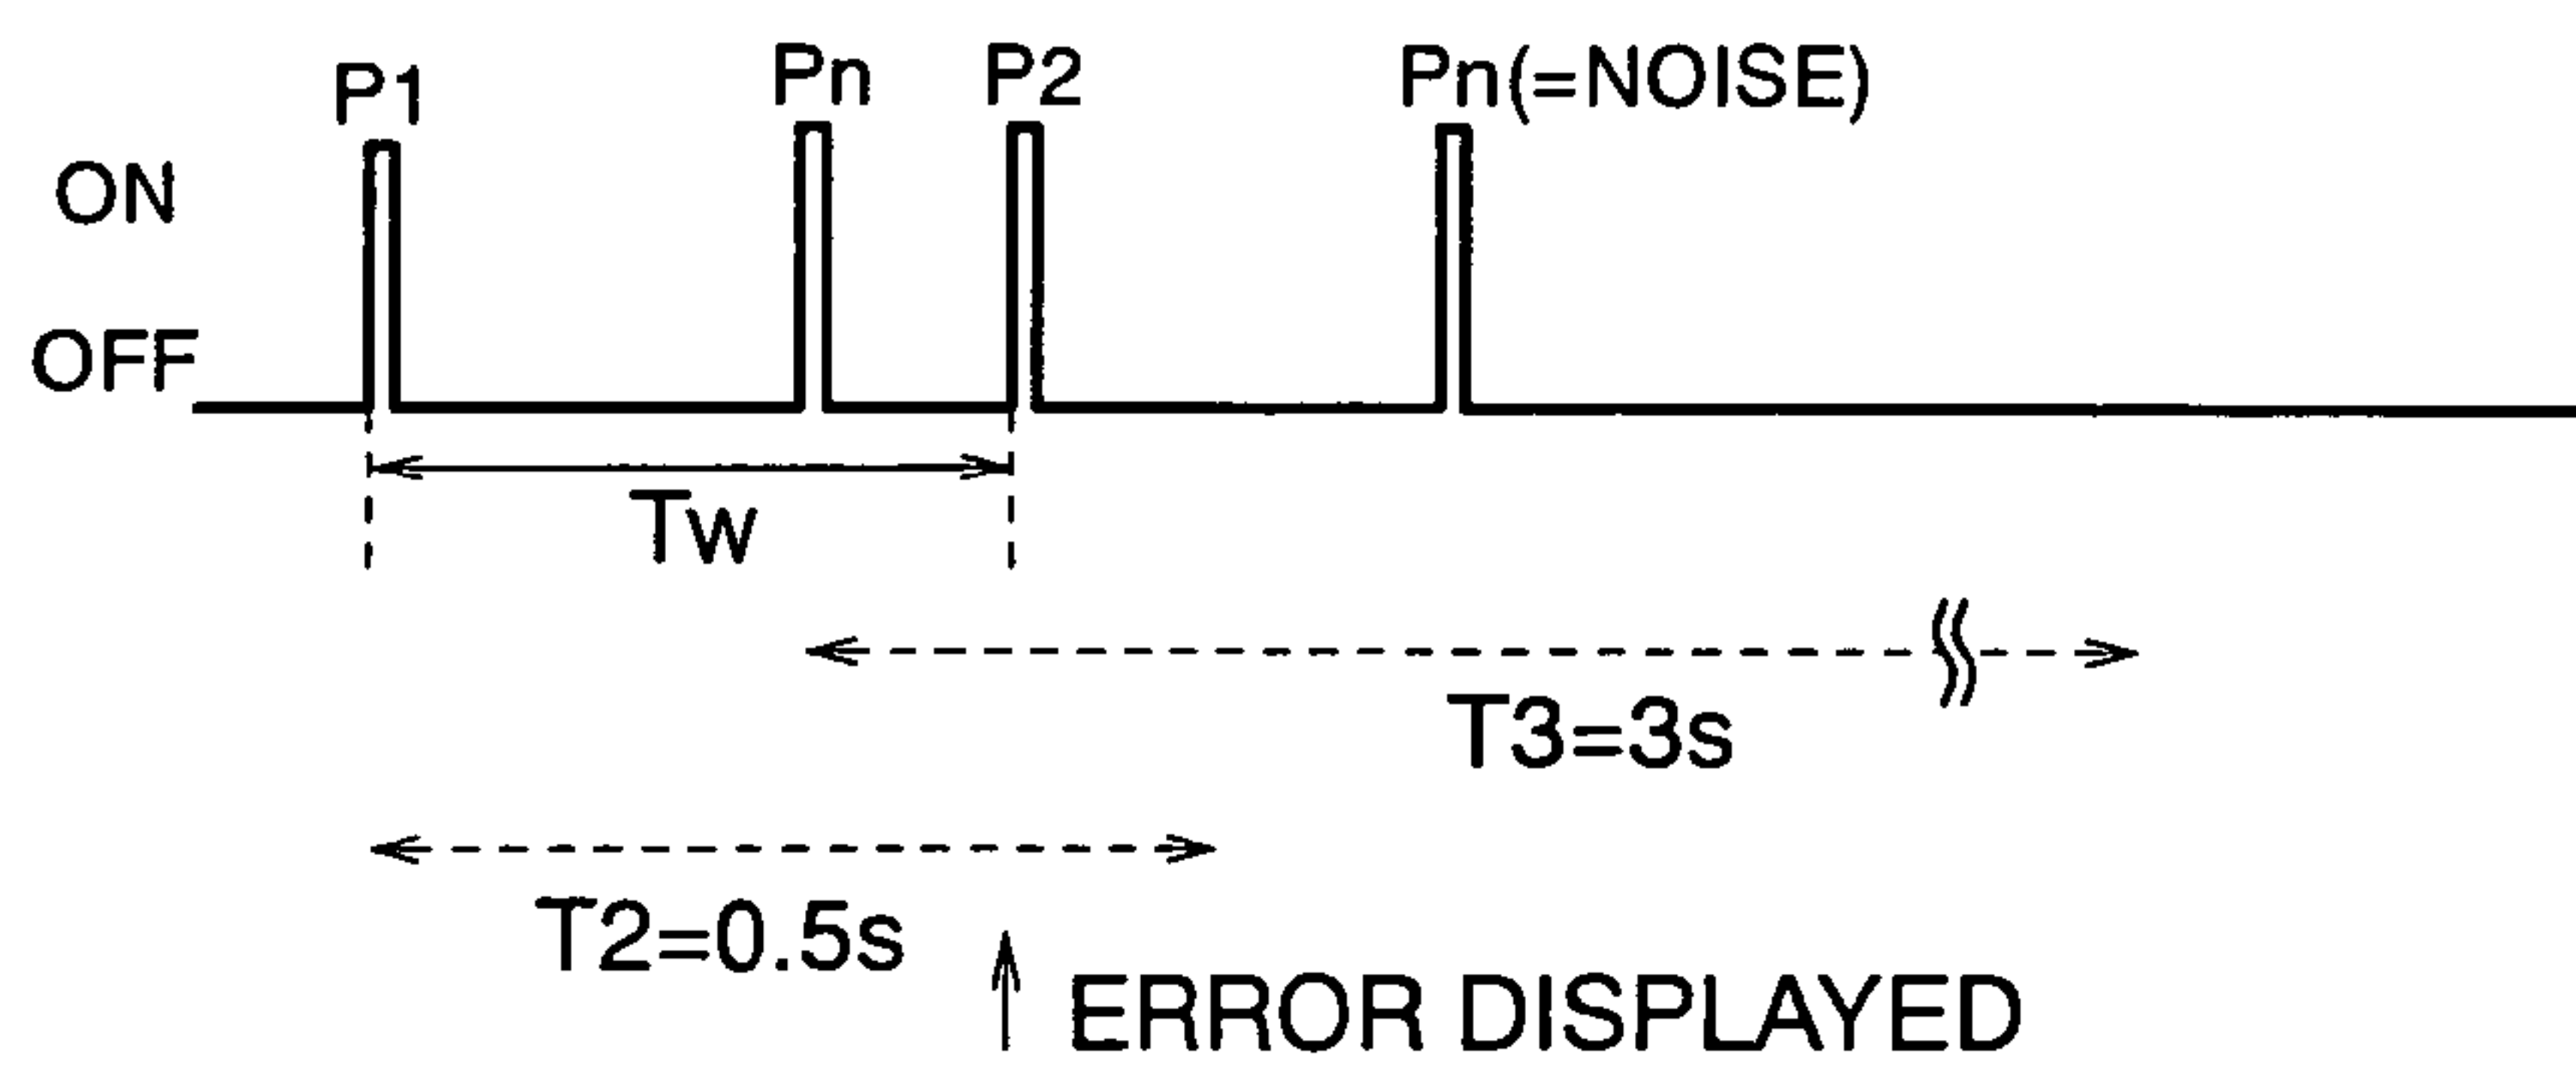 P1 Pn P2 Pn(=NOISE)
ON
OFF
Tw
T3=3s
T2=0.5s
ERROR DISPLAYED